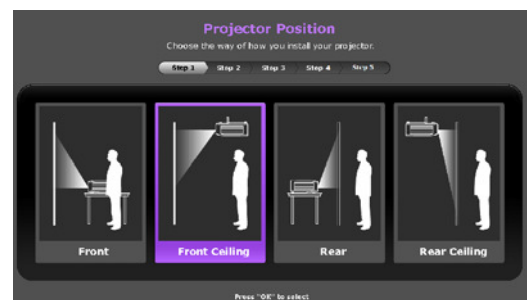 Projector Position
Choose the way of how you install your projector.
Step 1 Step 2 Step 3 Step 4 Step 5
Front Front Ceiling Rear Rear Ceiling
Press "OK" to select